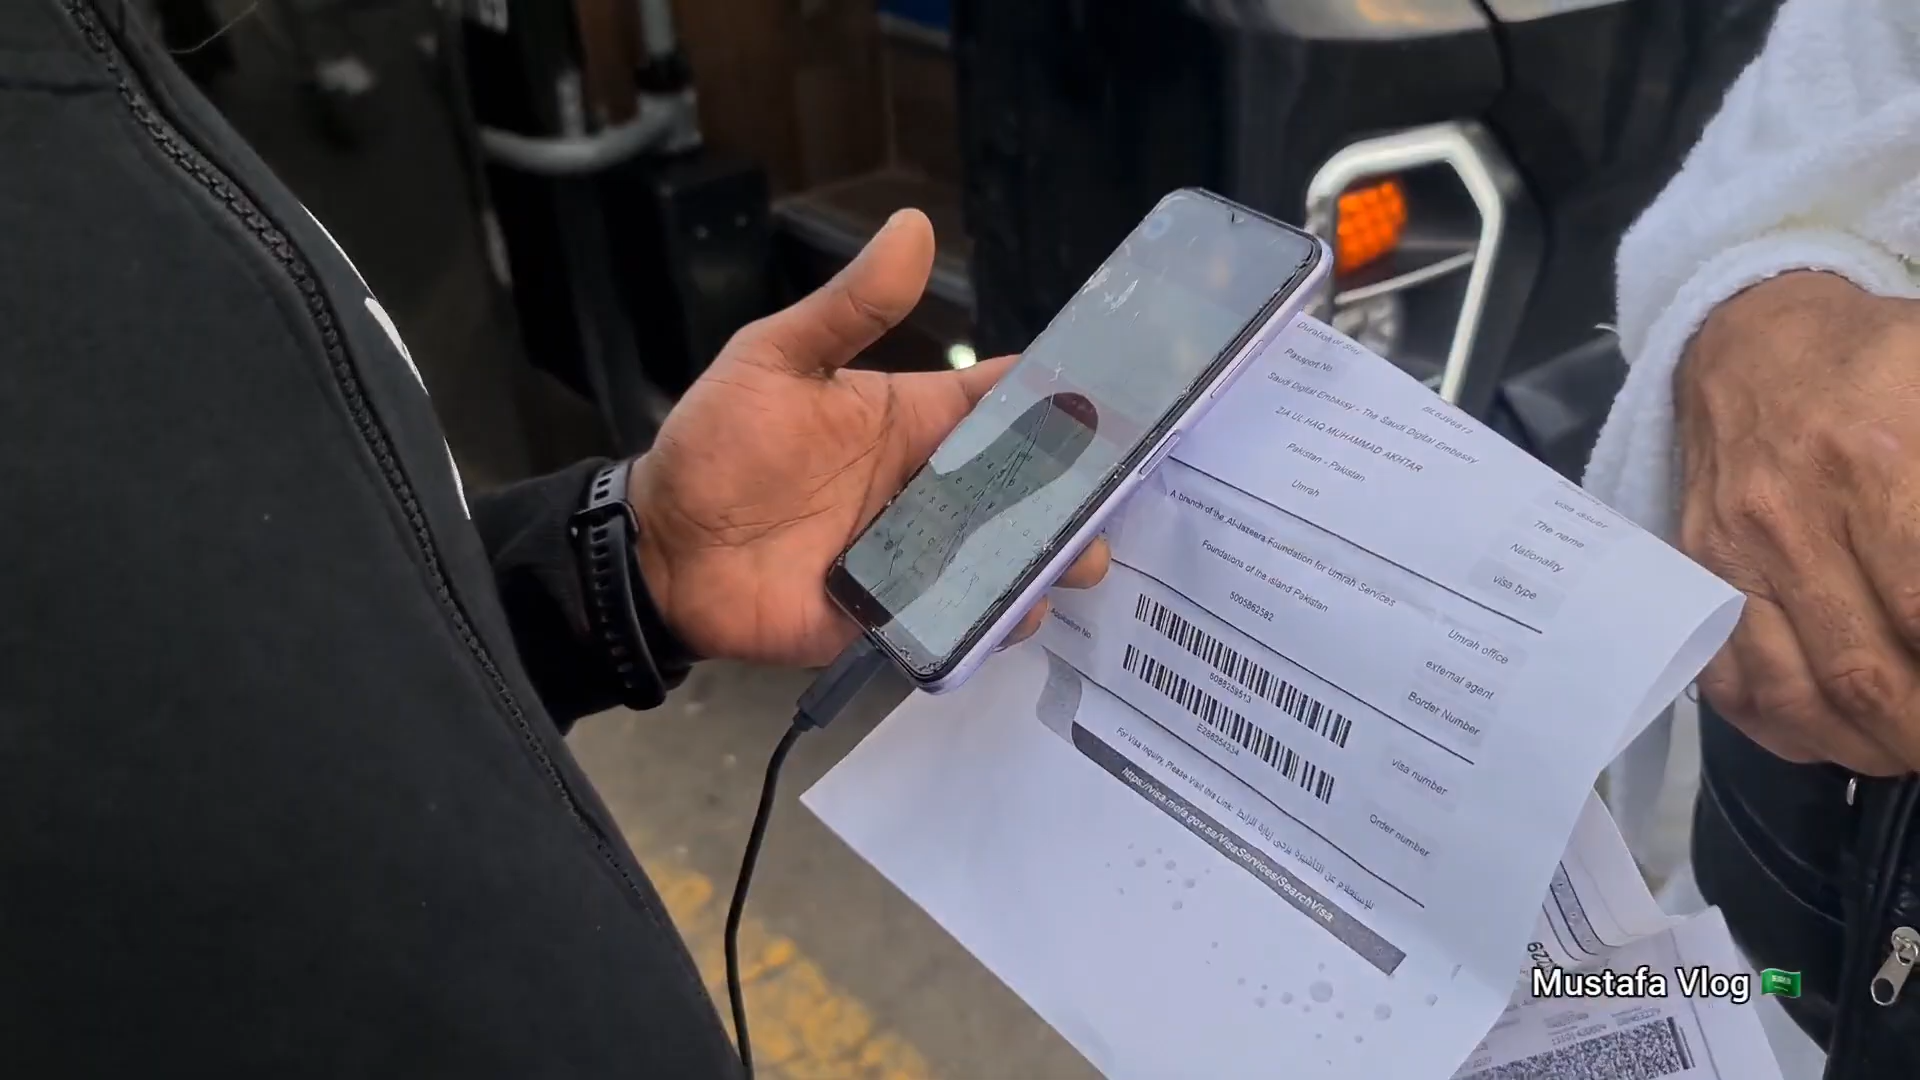 Duration of Stay
Passport No.
Saudi Digital Embassy - The Saudi Digital Embassy
visa issuer
ZIA UL HAQ MUHAMMAD AKHTAR
The name
Pakistan - Pakistan
Nationality
Umrah
visa type
A branch of the Al-Jazeera Foundation for Umrah Services
Umrah office
Foundations of the island Pakistan
external agent
5005862582
Border Number
6088259513
visa number
Application No.
E288254234
Order number
For Visa Inquiry, Please Visit this Link: للإستعلام عن التأشيرة يرجى زيارة الرابط
https://visa.mofa.gov.sa/VisaServices/SearchVisa
Mustafa Vlog